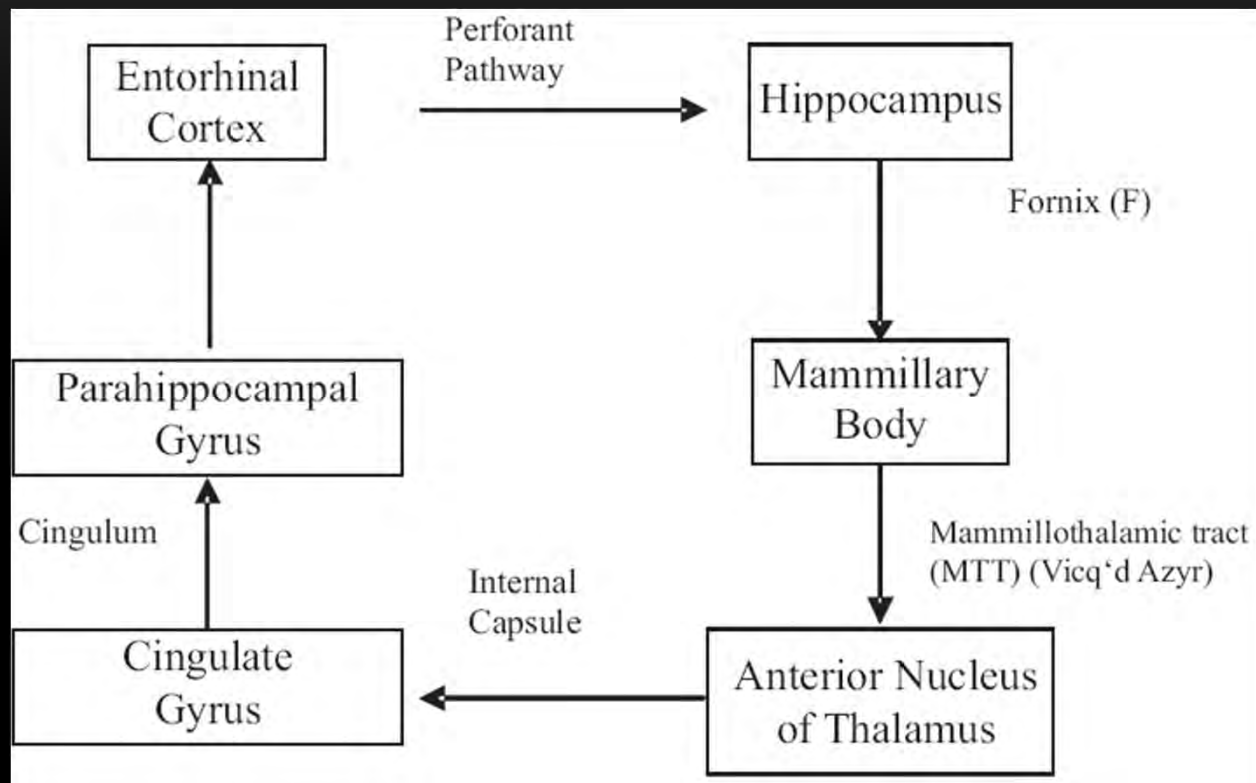 Entorhinal
Cortex
Perforant
Pathway
Hippocampus
Fornix (F)
Mammillary
Body
Mammillothalamic tract
(MTT) (Vicq‘d Azyr)
Anterior Nucleus
of Thalamus
Internal
Capsule
Cingulate
Gyrus
Cingulum
Parahippocampal
Gyrus